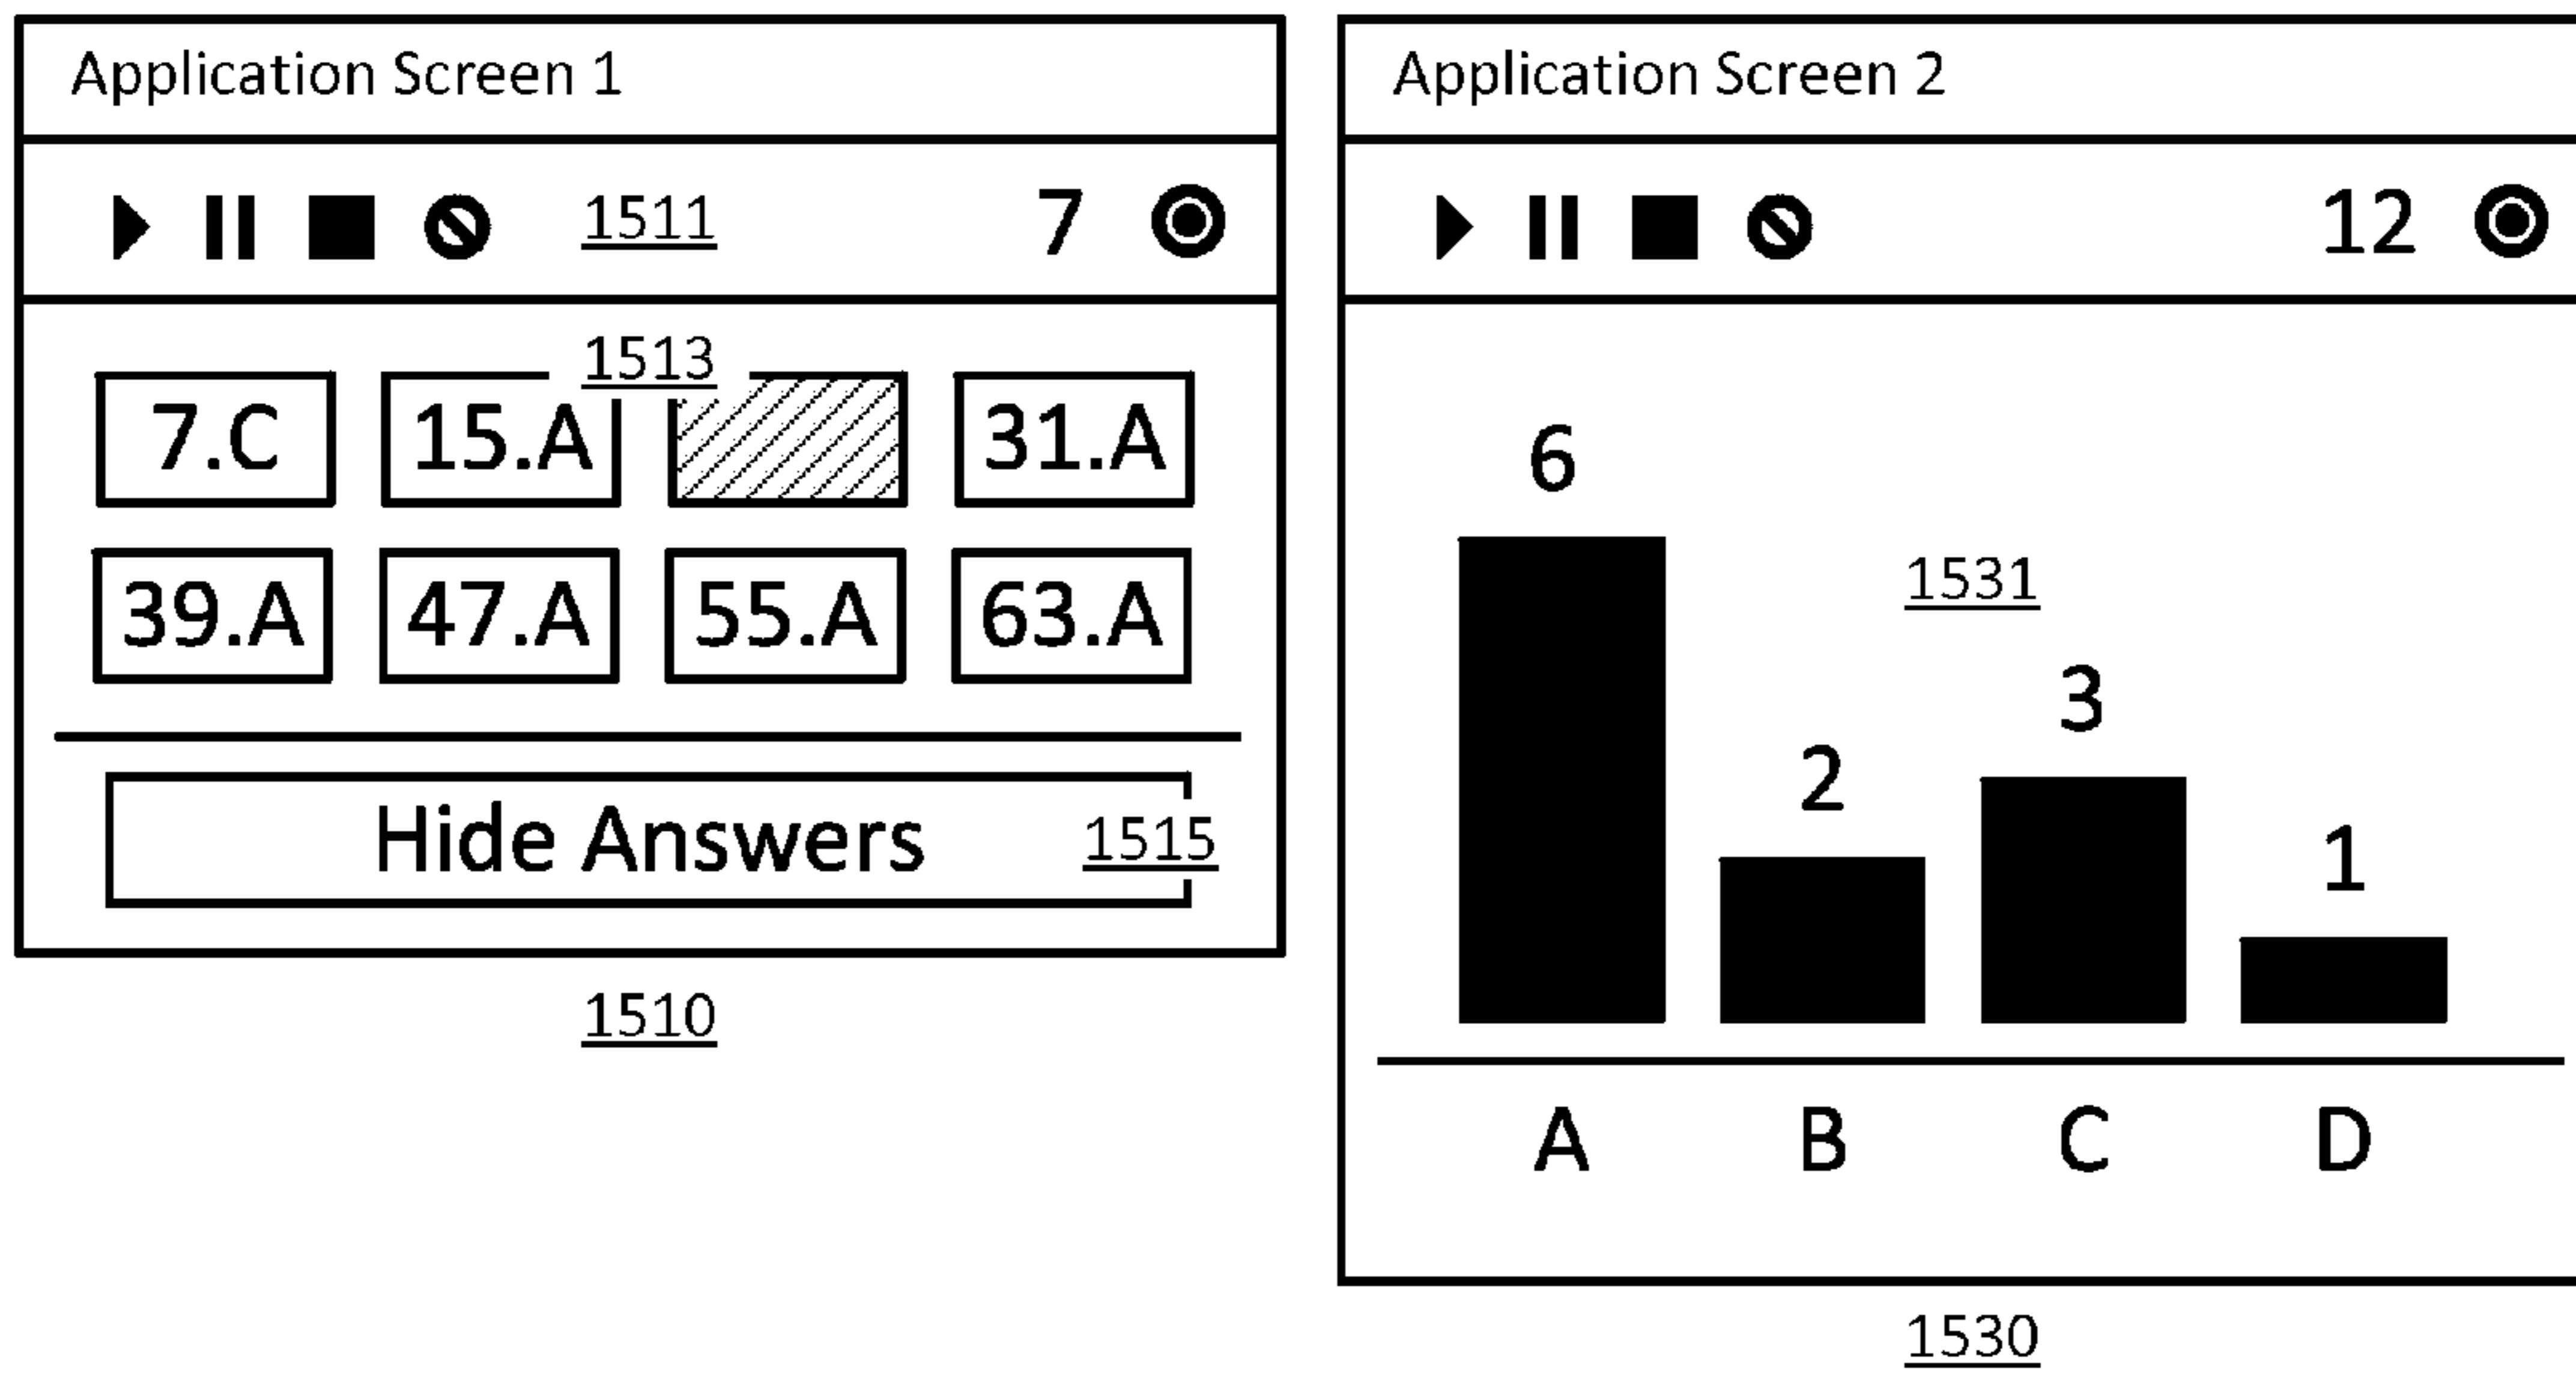 Application Screen 1
1511 7
1513
7.C 15.A 31.A
39.A 47.A 55.A 63.A
Hide Answers 1515
1510
Application Screen 2
12
6
1531
3
2
1
A B C D
1530